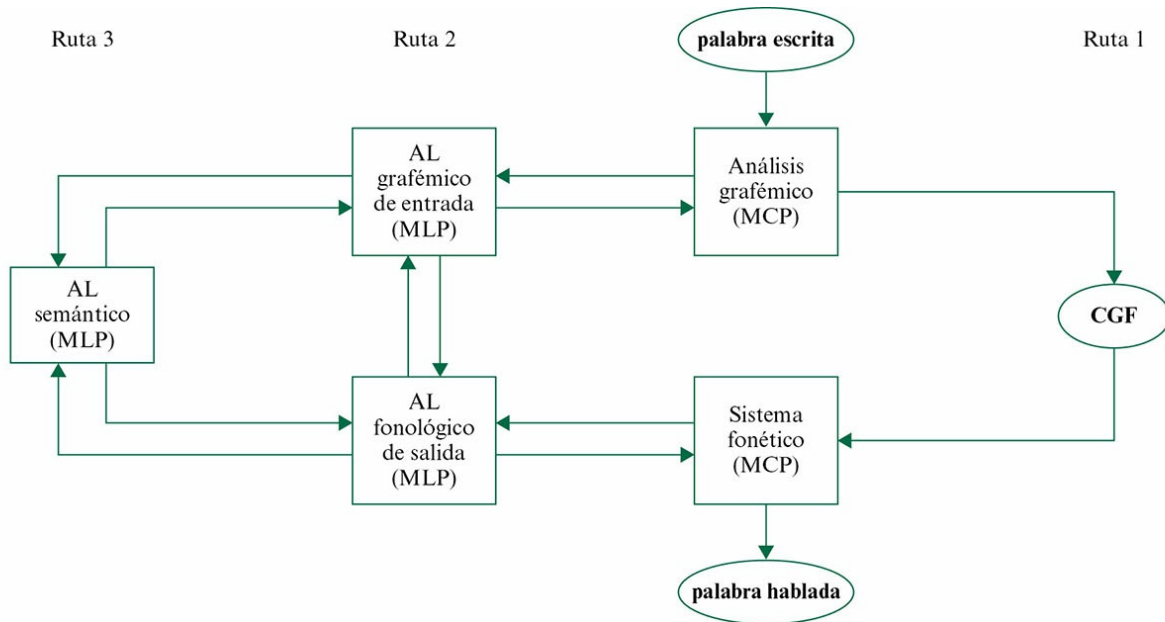 Ruta 3
Ruta 2
palabra escrita
Ruta 1
AL
grafémico
de entrada
(MLP)
Análisis
grafémico
(MCP)
AL
semántico
(MLP)
CGF
AL
fonológico
de salida
(MLP)
Sistema
fonético
(MCP)
palabra hablada